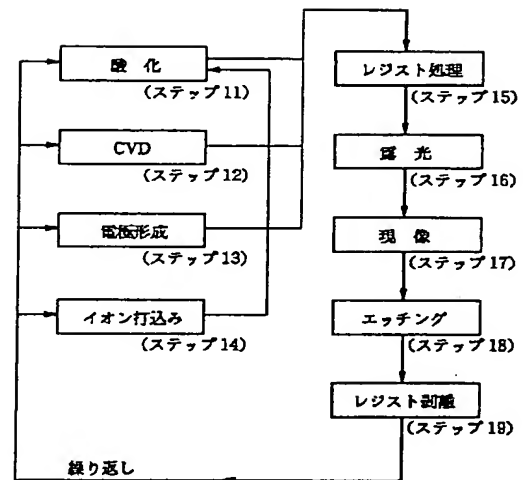 酸化
(ステップ11)
CVD
(ステップ12)
電極形成
(ステップ13)
イオン打込み
(ステップ14)
レジスト処理
(ステップ15)
露光
(ステップ16)
現像
(ステップ17)
エッチング
(ステップ18)
レジスト剥離
(ステップ19)
繰り返し